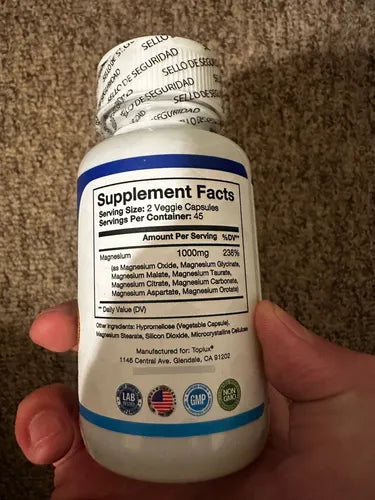 SELLO DE SEGURIDAD
SELLO DE SEGURIDAD
SEGURIDAD
Supplement Facts
Serving Size: 2 Veggie Capsules
Servings Per Container: 45
Amount Per Serving %DV**
Magnesium 1000mg 238%
(as Magnesium Oxide, Magnesium Glycinate,
Magnesium Malate, Magnesium Taurate,
Magnesium Citrate, Magnesium Carbonate,
Magnesium Aspartate, Magnesium Orotate)
** Daily Value (DV)
Other Ingredients: Hypromellose (Vegetable Capsule),
Magnesium Stearate, Silicon Dioxide, Microcrystalline Cellulose
Manufactured for: Toplux®
1146 Central Ave. Glendale, CA 91202
LAB
GMP
NON
GMO